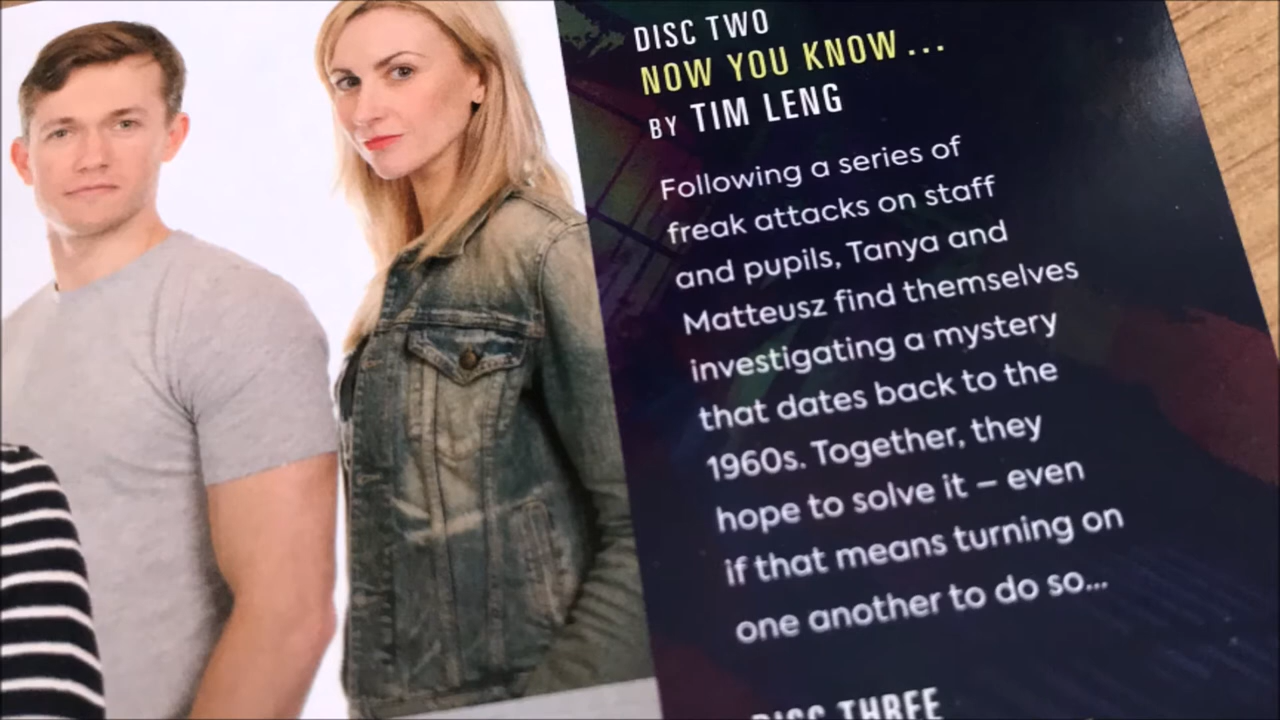 DISC TWO
NOW YOU KNOW...
BY TIM LENG
Following a series of
freak attacks on staff
and pupils, Tanya and
Matteusz find themselves
investigating a mystery
that dates back to the
1960s. Together, they
hope to solve it – even
if that means turning on
one another to do so...
DISC THREE